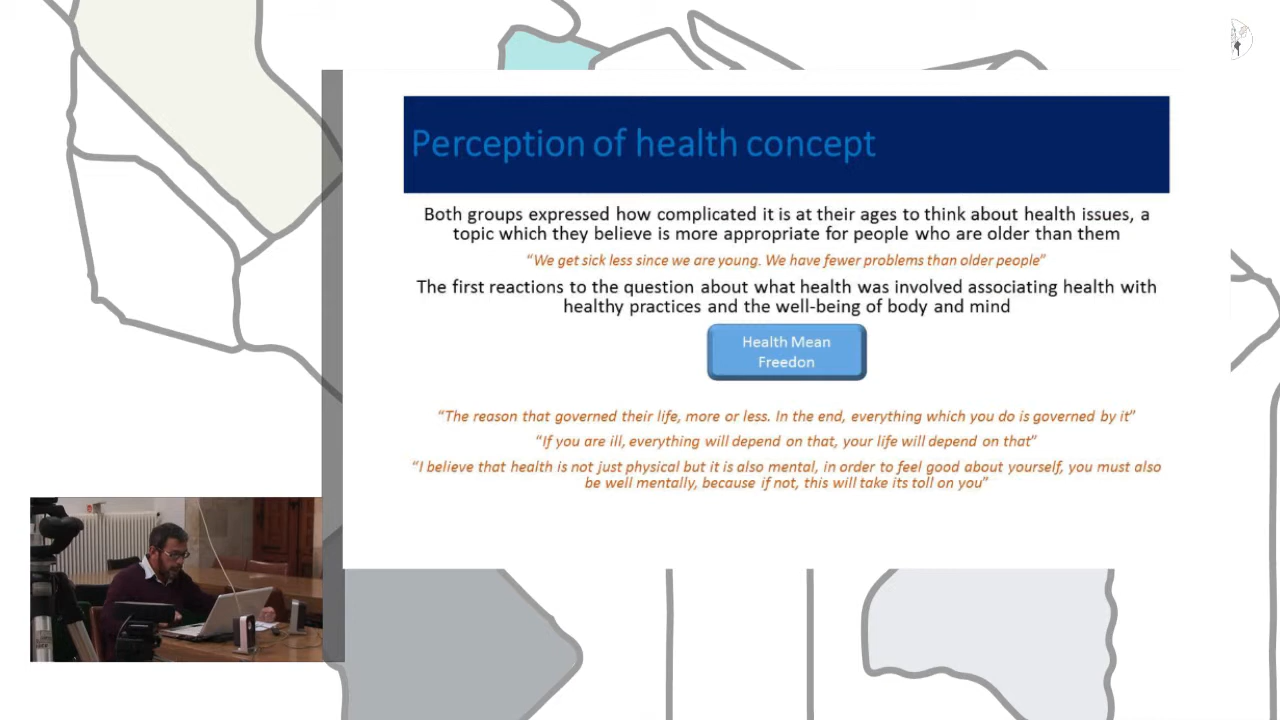 Perception of health concept
Both groups expressed how complicated it is at their ages to think about health issues, a
topic which they believe is more appropriate for people who are older than them
“We get sick less since we are young. We have fewer problems than older people”
The first reactions to the question about what health was involved associating health with
healthy practices and the well-being of body and mind
Health Mean
Freedon
“The reason that governed their life, more or less. In the end, everything which you do is governed by it”
“If you are ill, everything will depend on that, your life will depend on that”
“I believe that health is not just physical but it is also mental, in order to feel good about yourself, you must also
be well mentally, because if not, this will take its toll on you”